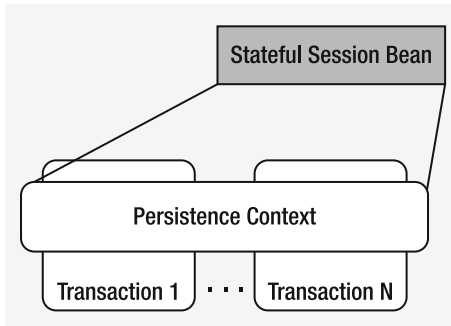 Stateful Session Bean
Persistence Context
Transaction 1 . . . Transaction N